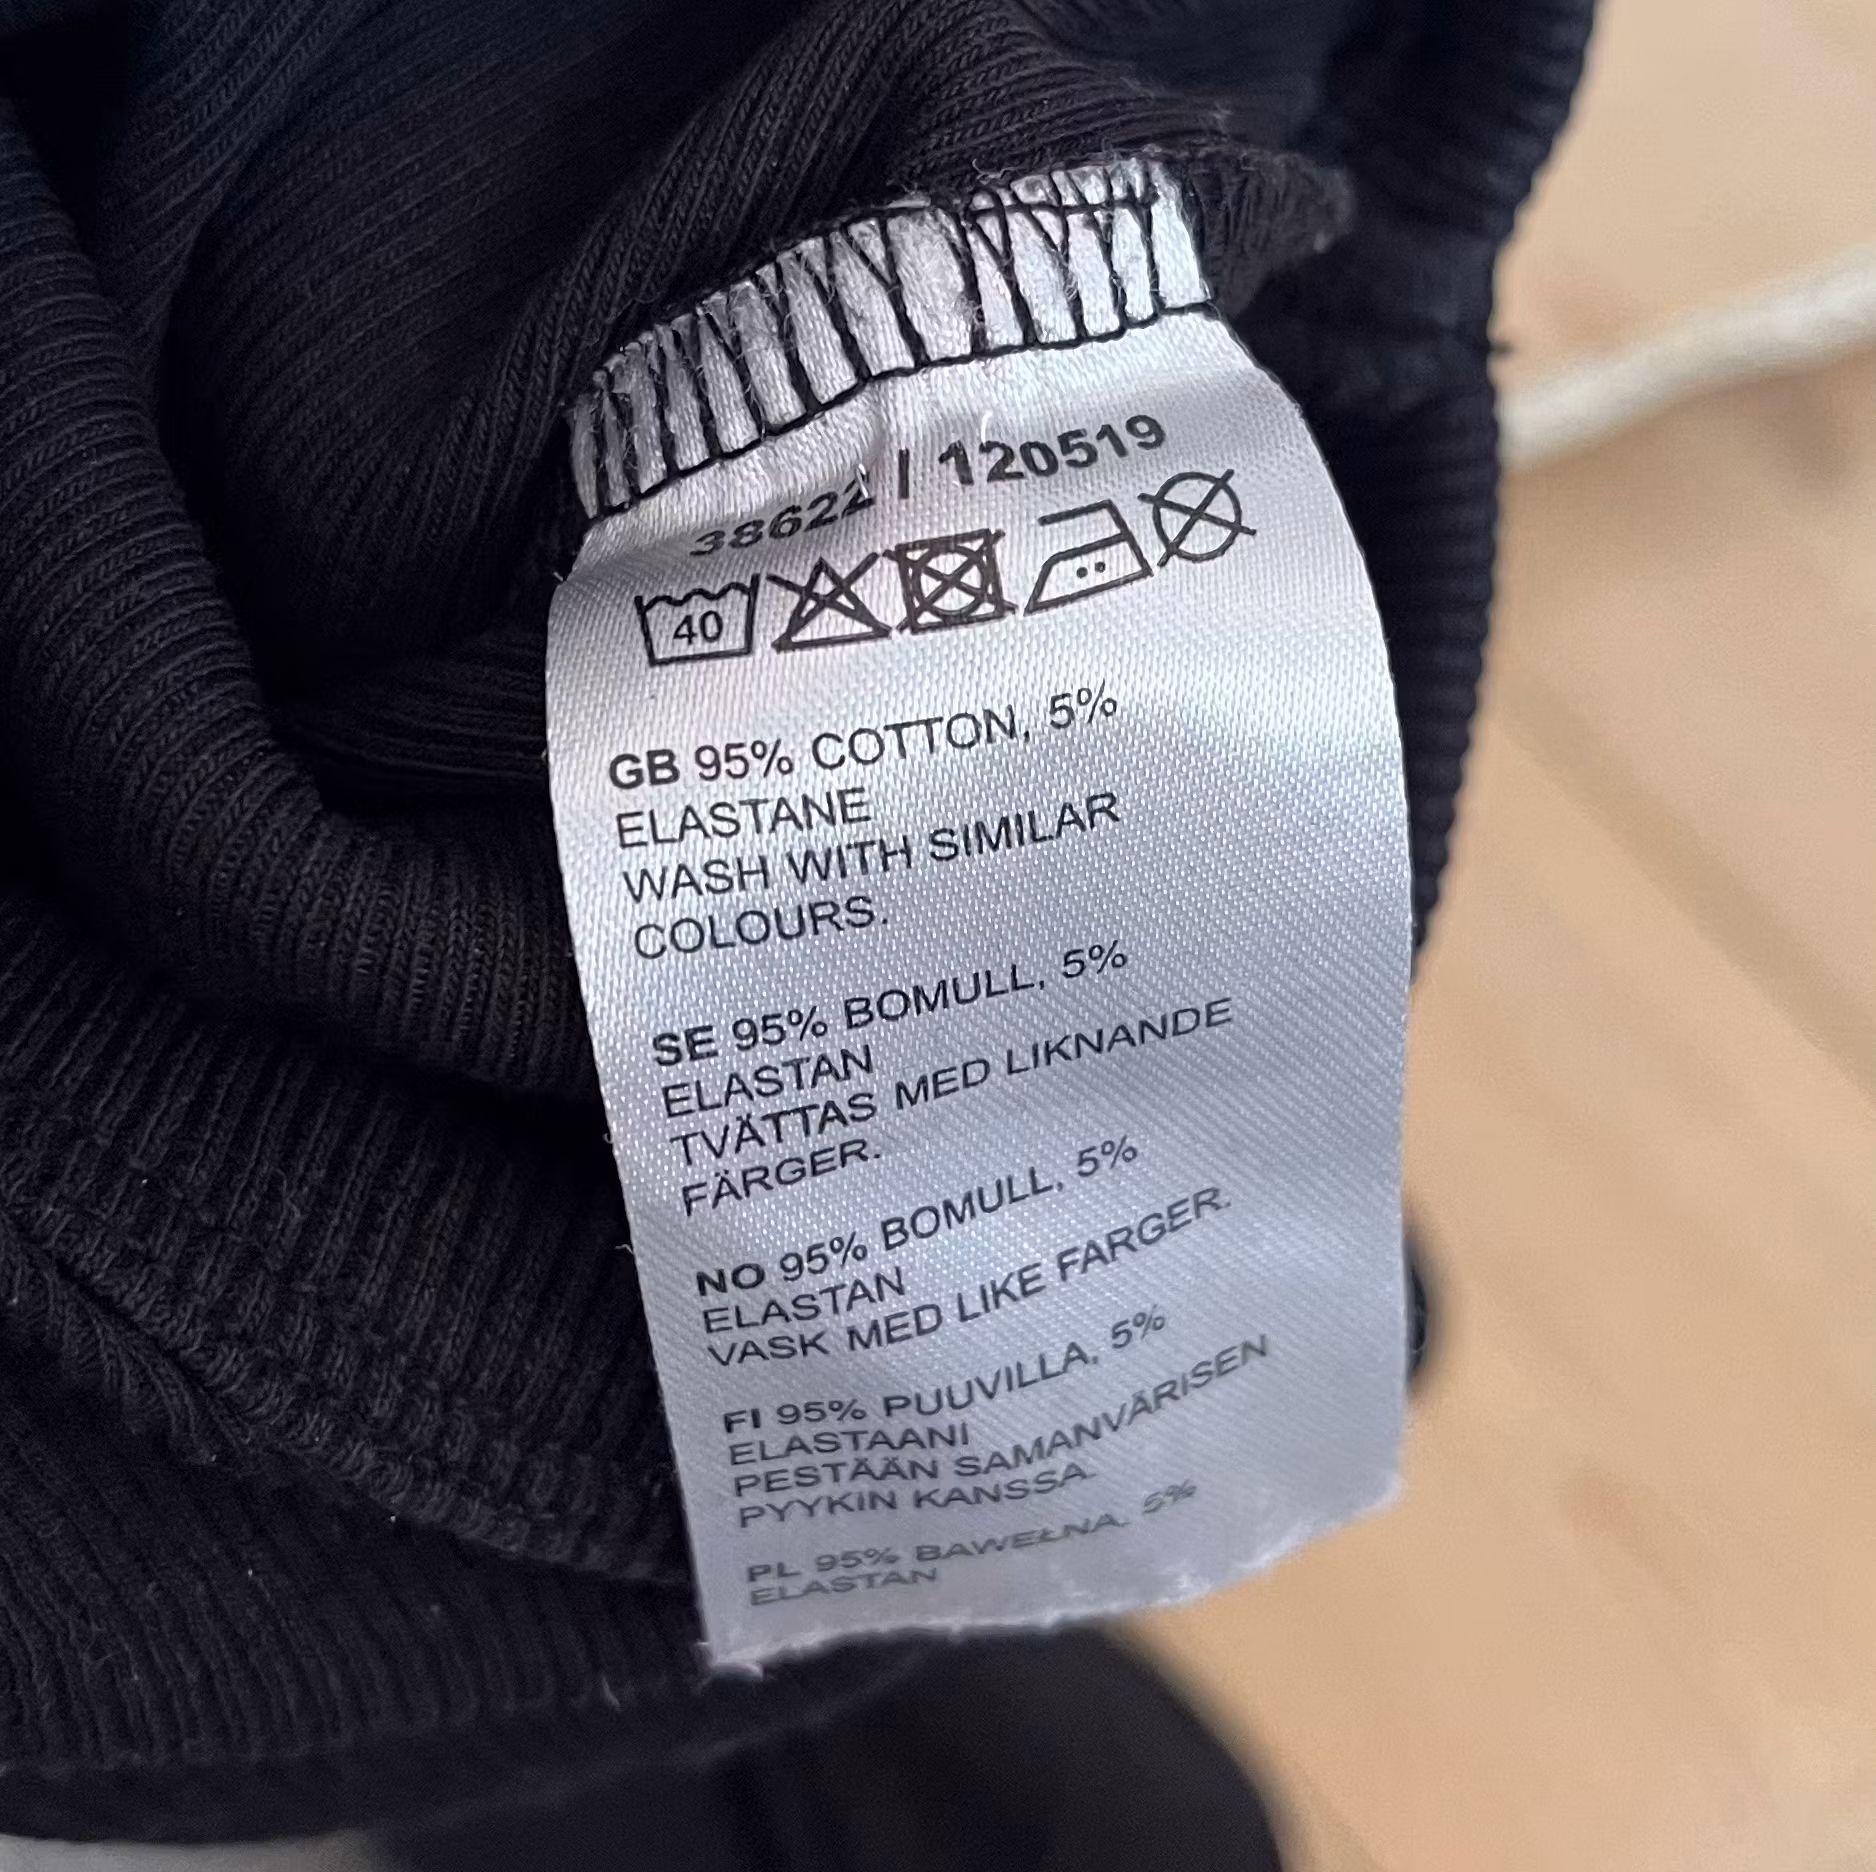 38622 / 120519
40
GB 95% COTTON, 5%
ELASTANE
WASH WITH SIMILAR
COLOURS.
SE 95% BOMULL, 5%
ELASTAN
TVÄTTAS MED LIKNANDE
FÄRGER.
NO 95% BOMULL, 5%
ELASTAN
VASK MED LIKE FARGER.
FI 95% PUUVILLA, 5%
ELASTAANI
PESTÄÄN SAMANVÄRISEN
PYYKIN KANSSA.
PL 95% BAWEŁNA, 5%
ELASTAN